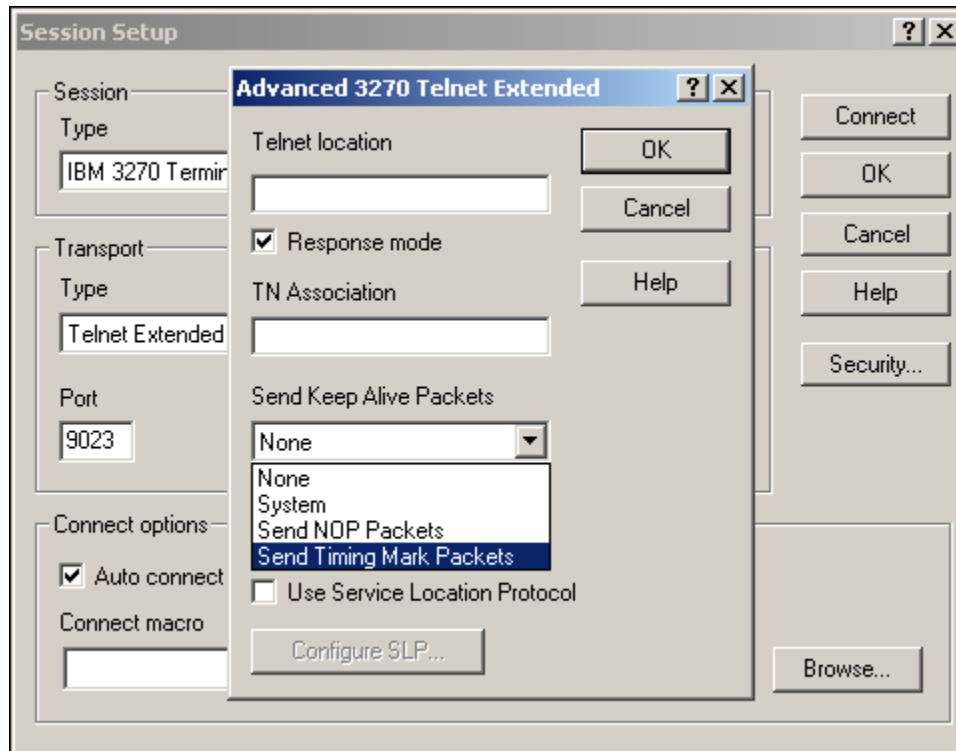 Session Setup
Session
Type
IBM 3270 Termin
Transport
Type
Telnet Extended
Port
9023
Connect options
Auto connect
Connect macro
Advanced 3270 Telnet Extended
Telnet location
Response mode
TN Association
Send Keep Alive Packets
None
None
System
Send NOP Packets
Send Timing Mark Packets
Use Service Location Protocol
Configure SLP...
OK
Cancel
Help
Connect
OK
Cancel
Help
Security...
Browse...